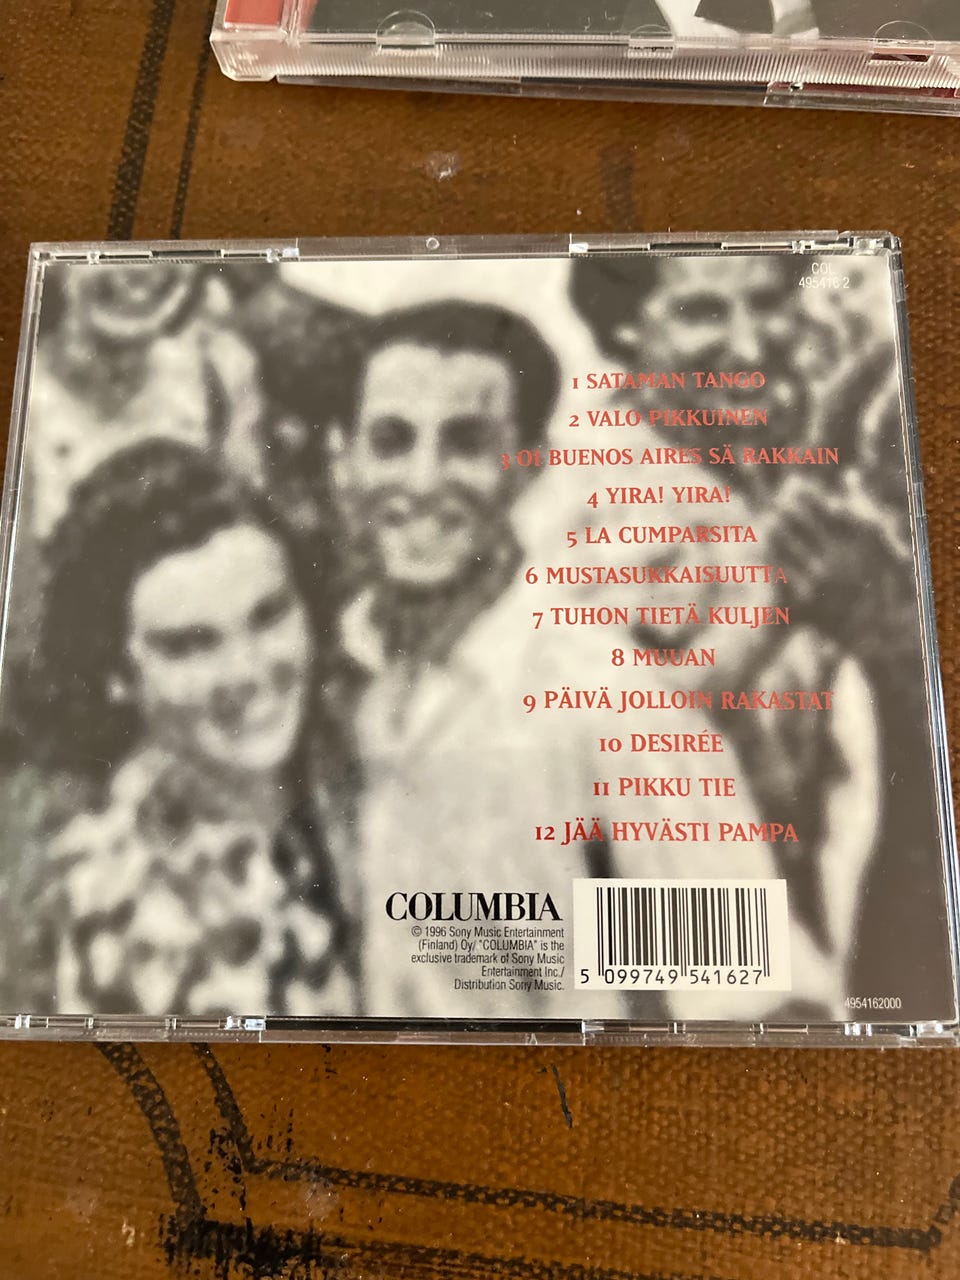 COL
495416 2
1 SATAMAN TANGO
2 VALO PIKKUINEN
3 OI BUENOS AIRES SÄ RAKKAIN
4 YIRA! YIRA!
5 LA CUMPARSITA
6 MUSTASUKKAISUUTTA
7 TUHON TIETÄ KULJEN
8 MUUAN
9 PÄIVÄ JOLLOIN RAKASTAT
10 DESIRÉE
11 PIKKU TIE
12 JÄÄ HYVÄSTI PAMPA
COLUMBIA
© 1996 Sony Music Entertainment
(Finland) Oy/ "COLUMBIA" is the
exclusive trademark of Sony Music
Entertainment Inc./
Distribution Sony Music.
5 099749 541627
4954162000